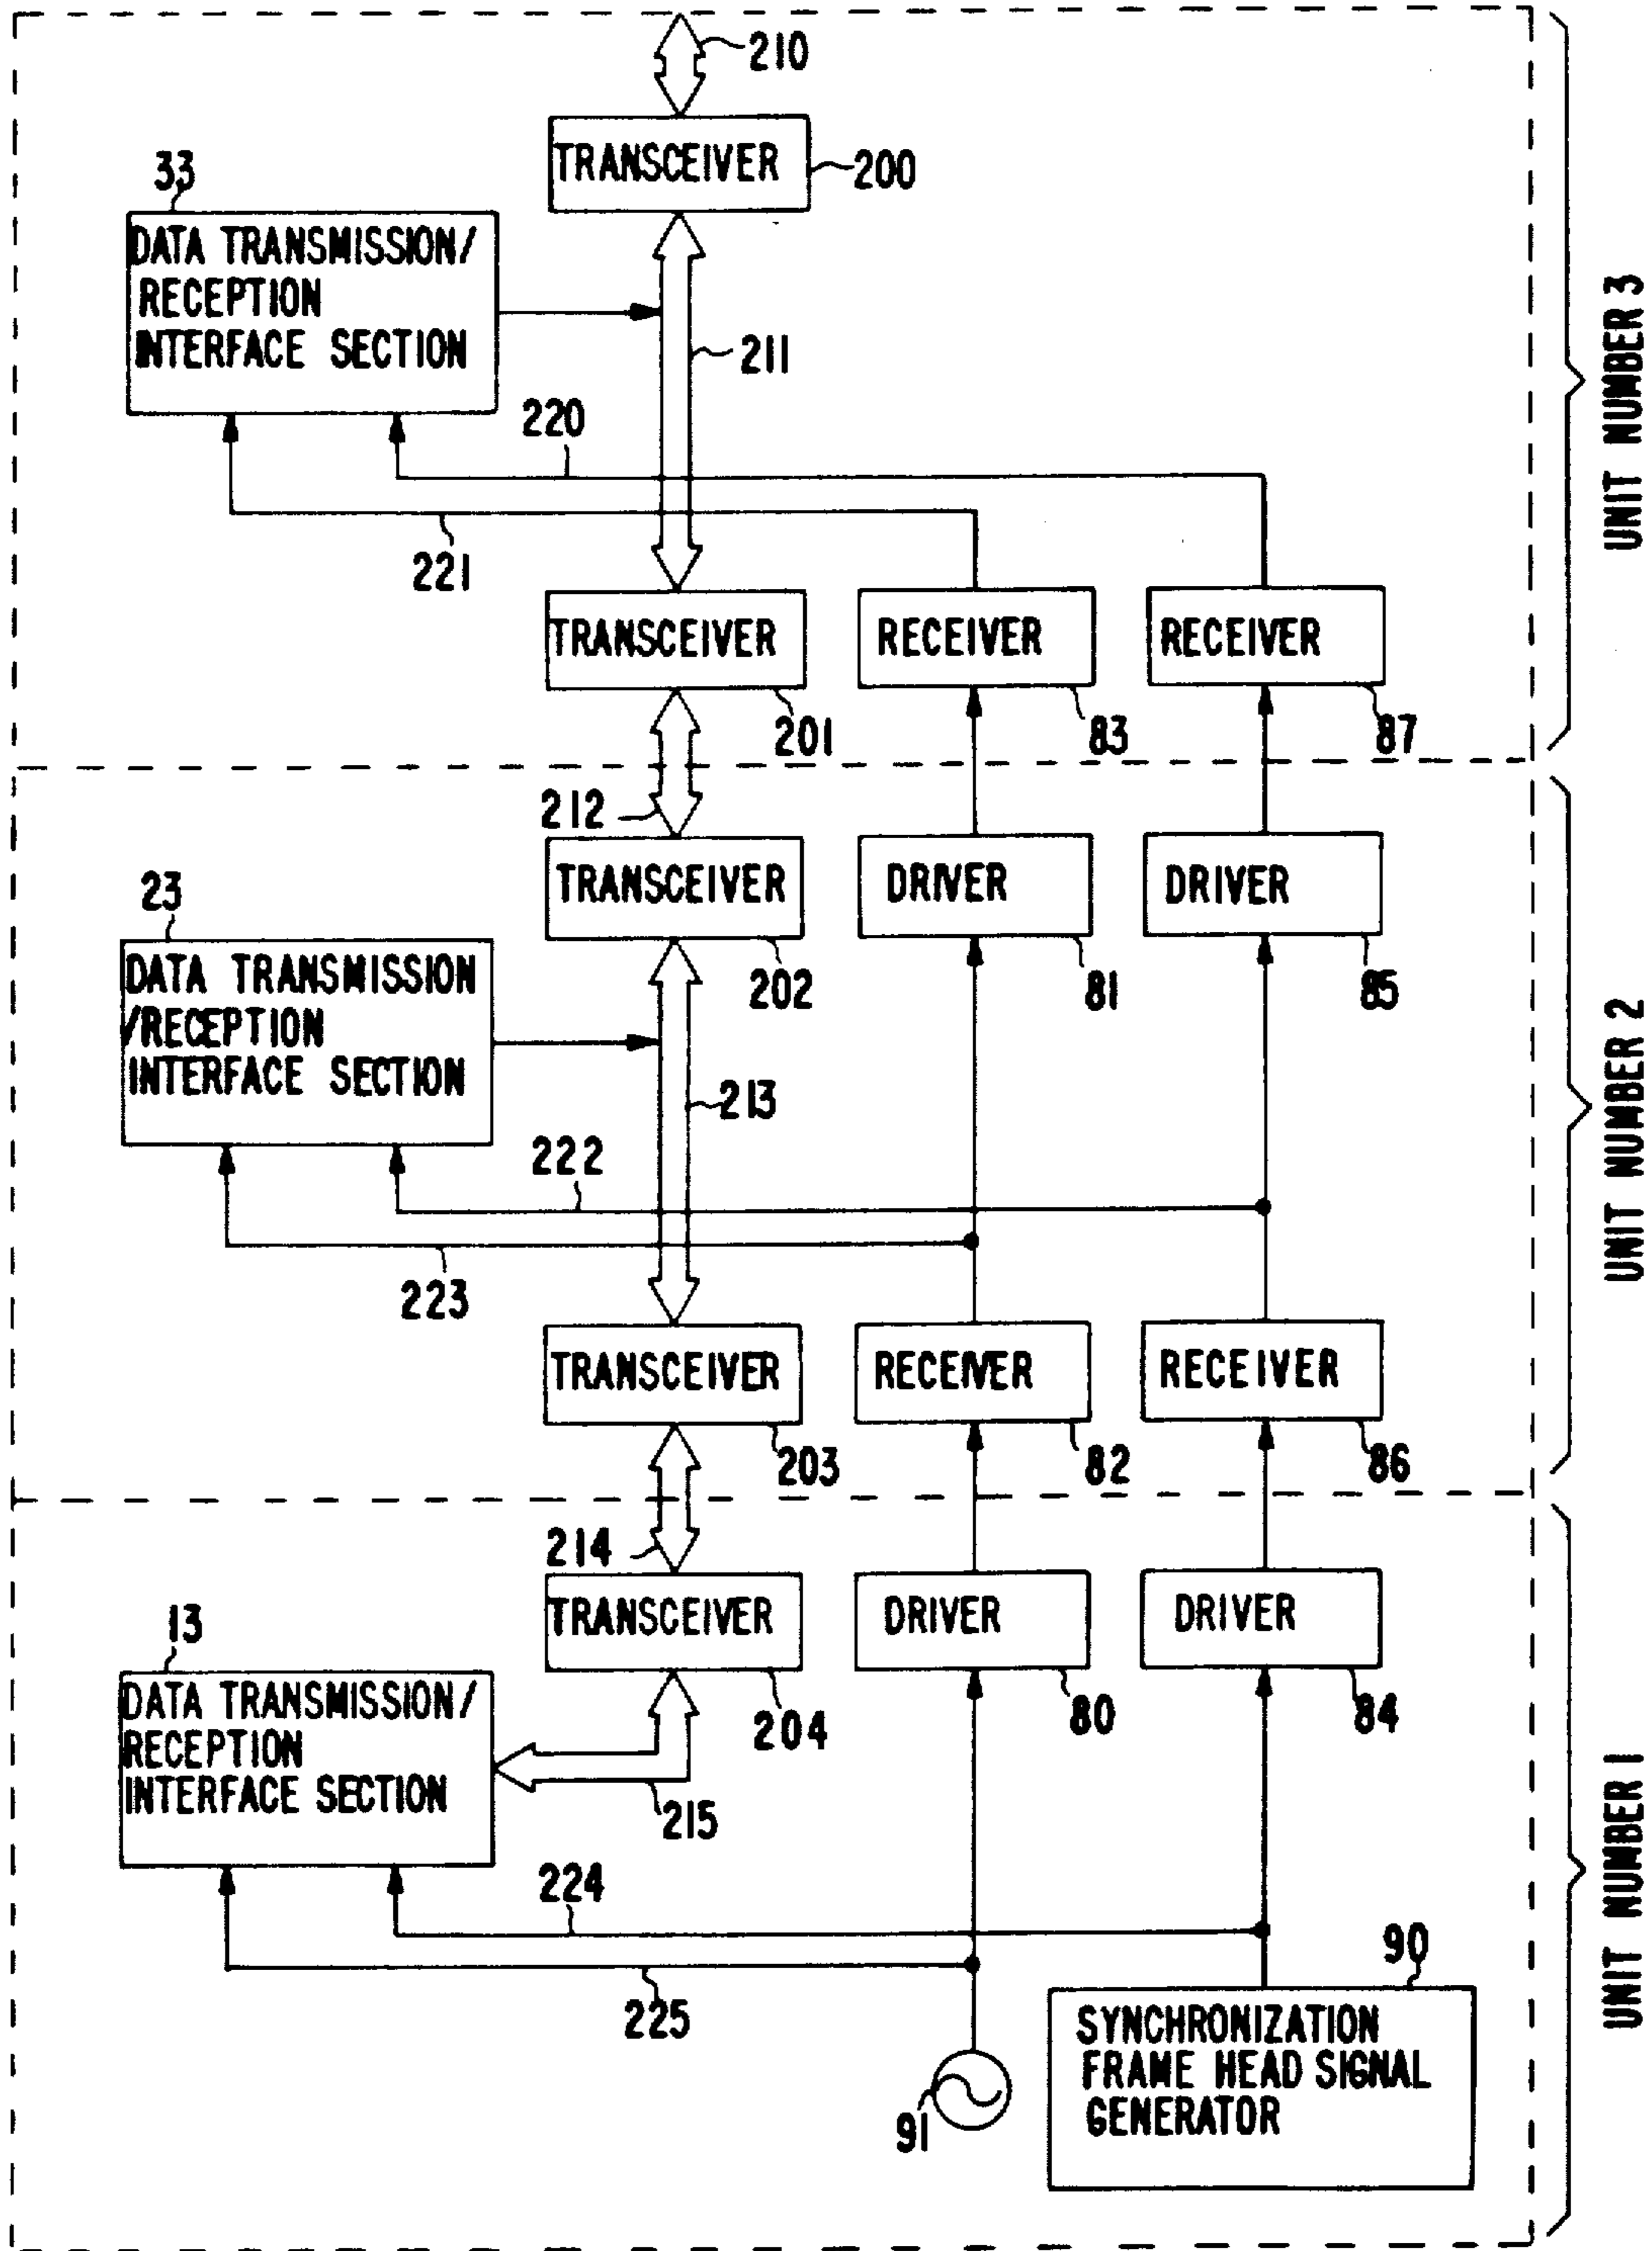 210
TRANSCEIVER
200
33
DATA TRANSMISSION/
RECEPTION
INTERFACE SECTION
211
220
221
TRANSCEIVER
RECEIVER
RECEIVER
201
83
87
UNIT NUMBER 3
212
TRANSCEIVER
DRIVER
DRIVER
23
202
81
85
DATA TRANSMISSION
/RECEPTION
INTERFACE SECTION
213
222
223
TRANSCEIVER
RECEIVER
RECEIVER
203
82
86
UNIT NUMBER 2
214
TRANSCEIVER
DRIVER
DRIVER
13
204
80
84
DATA TRANSMISSION/
RECEPTION
INTERFACE SECTION
215
224
225
90
91
SYNCHRONIZATION
FRAME HEAD SIGNAL
GENERATOR
UNIT NUMBER 1